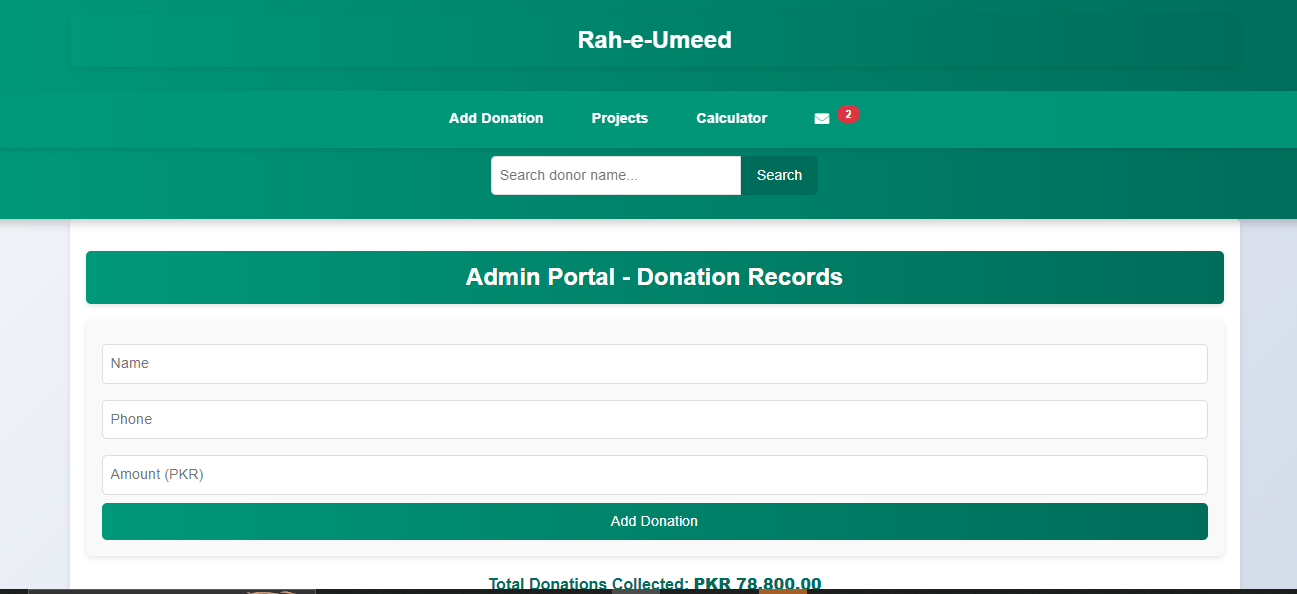 Rah-e-Umeed
Add Donation Projects Calculator 2
Search donor name... Search
Admin Portal - Donation Records
Name
Phone
Amount (PKR)
Add Donation
Total Donations Collected: PKR 78,800.00